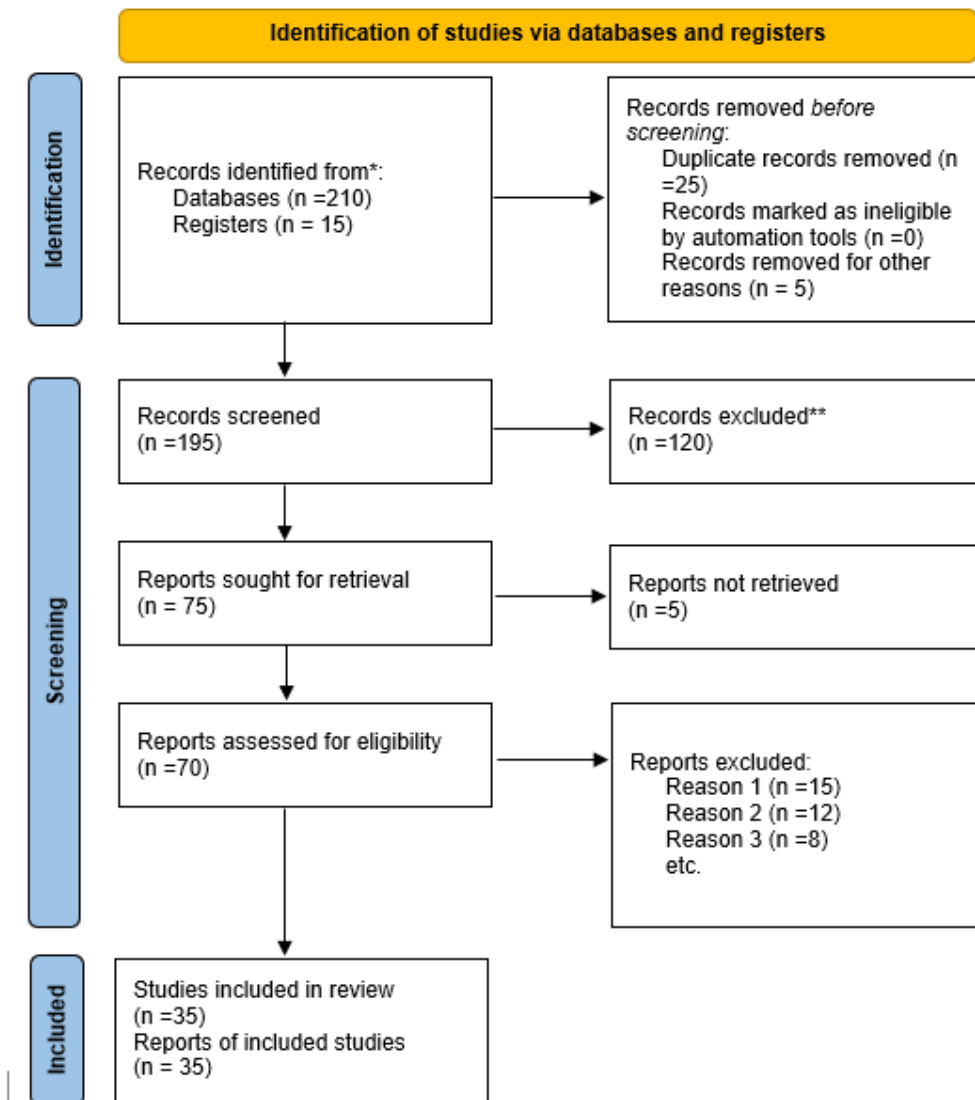 Identification of studies via databases and registers
Identification
Records identified from*:
Databases (n =210)
Registers (n = 15)
Records removed before
screening:
Duplicate records removed (n
=25)
Records marked as ineligible
by automation tools (n =0)
Records removed for other
reasons (n = 5)
Screening
Records screened
(n =195)
Records excluded**
(n =120)
Reports sought for retrieval
(n = 75)
Reports not retrieved
(n =5)
Reports assessed for eligibility
(n =70)
Reports excluded:
Reason 1 (n =15)
Reason 2 (n =12)
Reason 3 (n =8)
etc.
Included
Studies included in review
(n =35)
Reports of included studies
(n = 35)